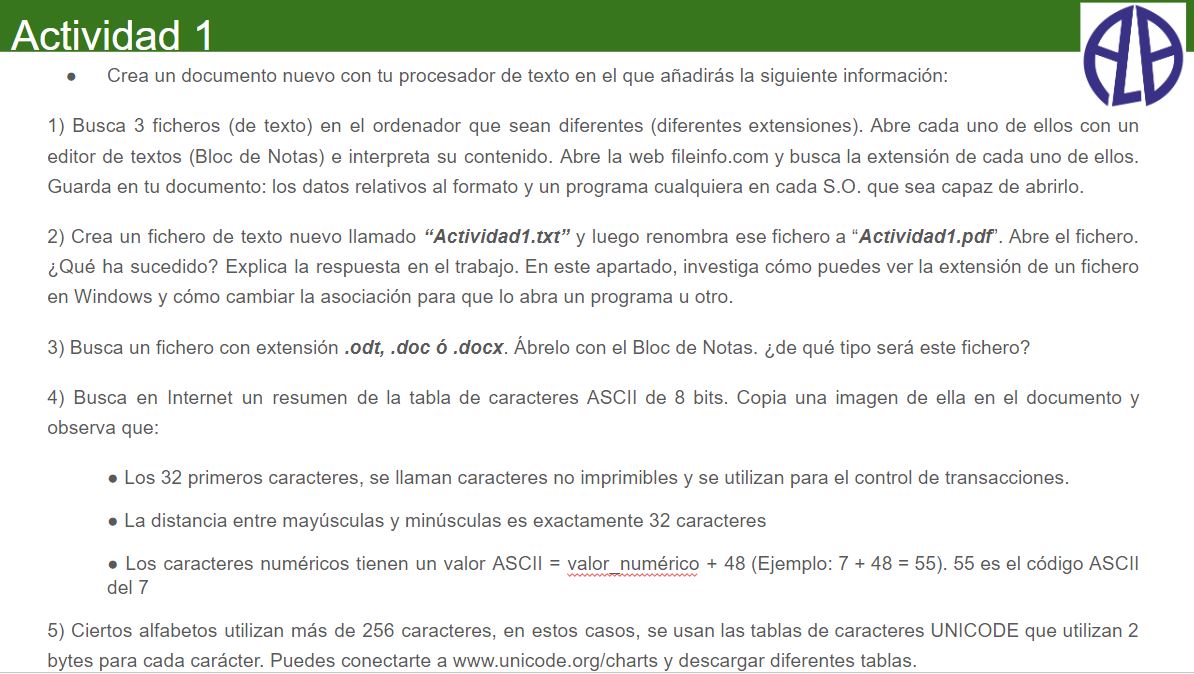 Actividad 1
● Crea un documento nuevo con tu procesador de texto en el que añadirás la siguiente información:
1) Busca 3 ficheros (de texto) en el ordenador que sean diferentes (diferentes extensiones). Abre cada uno de ellos con un
editor de textos (Bloc de Notas) e interpreta su contenido. Abre la web fileinfo.com y busca la extensión de cada uno de ellos.
Guarda en tu documento: los datos relativos al formato y un programa cualquiera en cada S.O. que sea capaz de abrirlo.
2) Crea un fichero de texto nuevo llamado “Actividad1.txt” y luego renombra ese fichero a “Actividad1.pdf”. Abre el fichero.
¿Qué ha sucedido? Explica la respuesta en el trabajo. En este apartado, investiga cómo puedes ver la extensión de un fichero
en Windows y cómo cambiar la asociación para que lo abra un programa u otro.
3) Busca un fichero con extensión .odt, .doc ó .docx. Ábrelo con el Bloc de Notas. ¿de qué tipo será este fichero?
4) Busca en Internet un resumen de la tabla de caracteres ASCII de 8 bits. Copia una imagen de ella en el documento y
observa que:
● Los 32 primeros caracteres, se llaman caracteres no imprimibles y se utilizan para el control de transacciones.
● La distancia entre mayúsculas y minúsculas es exactamente 32 caracteres
● Los caracteres numéricos tienen un valor ASCII = valor_numérico + 48 (Ejemplo: 7 + 48 = 55). 55 es el código ASCII
del 7
5) Ciertos alfabetos utilizan más de 256 caracteres, en estos casos, se usan las tablas de caracteres UNICODE que utilizan 2
bytes para cada carácter. Puedes conectarte a www.unicode.org/charts y descargar diferentes tablas.